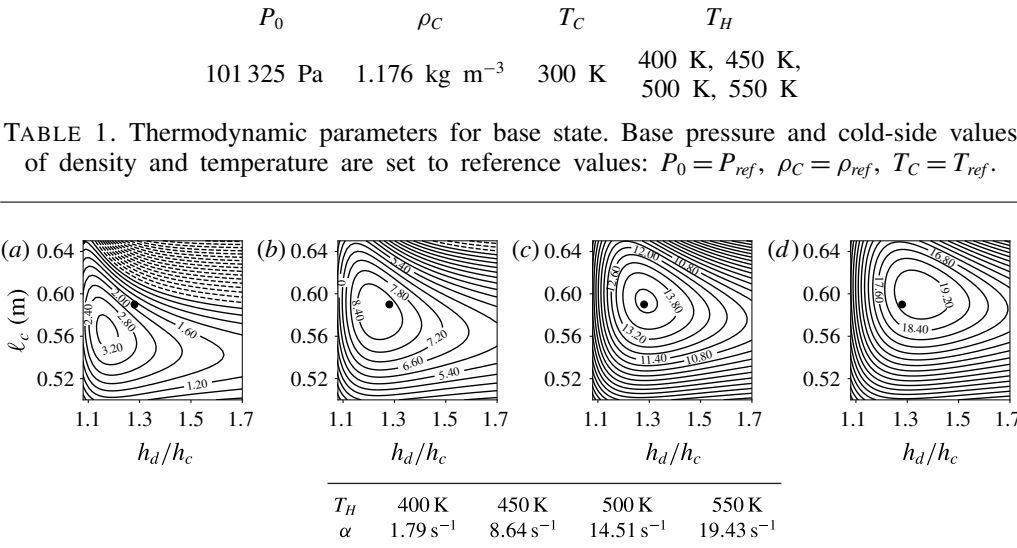 P0 ρC TC TH
101 325 Pa 1.176 kg m−3 300 K 400 K, 450 K,
500 K, 550 K
TABLE 1. Thermodynamic parameters for base state. Base pressure and cold-side values
of density and temperature are set to reference values: P0 = Pref, ρC = ρref, TC = Tref.
(a) 0.64 (b) 0.64 (c) 0.64 (d) 0.64
0.60 0.60 0.60 0.60
0.56 0.56 0.56 0.56
0.52 0.52 0.52 0.52
ℓc (m)
2.40 2.00 2.80 1.60 3.20 1.20
5.40 7.80 8.40 7.20 6.60 5.40
12.00 10.80 12.60 13.80 13.20 11.40 10.80
16.80 17.60 19.20 18.40
1.1 1.3 1.5 1.7 1.1 1.3 1.5 1.7 1.1 1.3 1.5 1.7 1.1 1.3 1.5 1.7
hd/hc hd/hc hd/hc hd/hc
TH 400 K 450 K 500 K 550 K
α 1.79 s−1 8.64 s−1 14.51 s−1 19.43 s−1